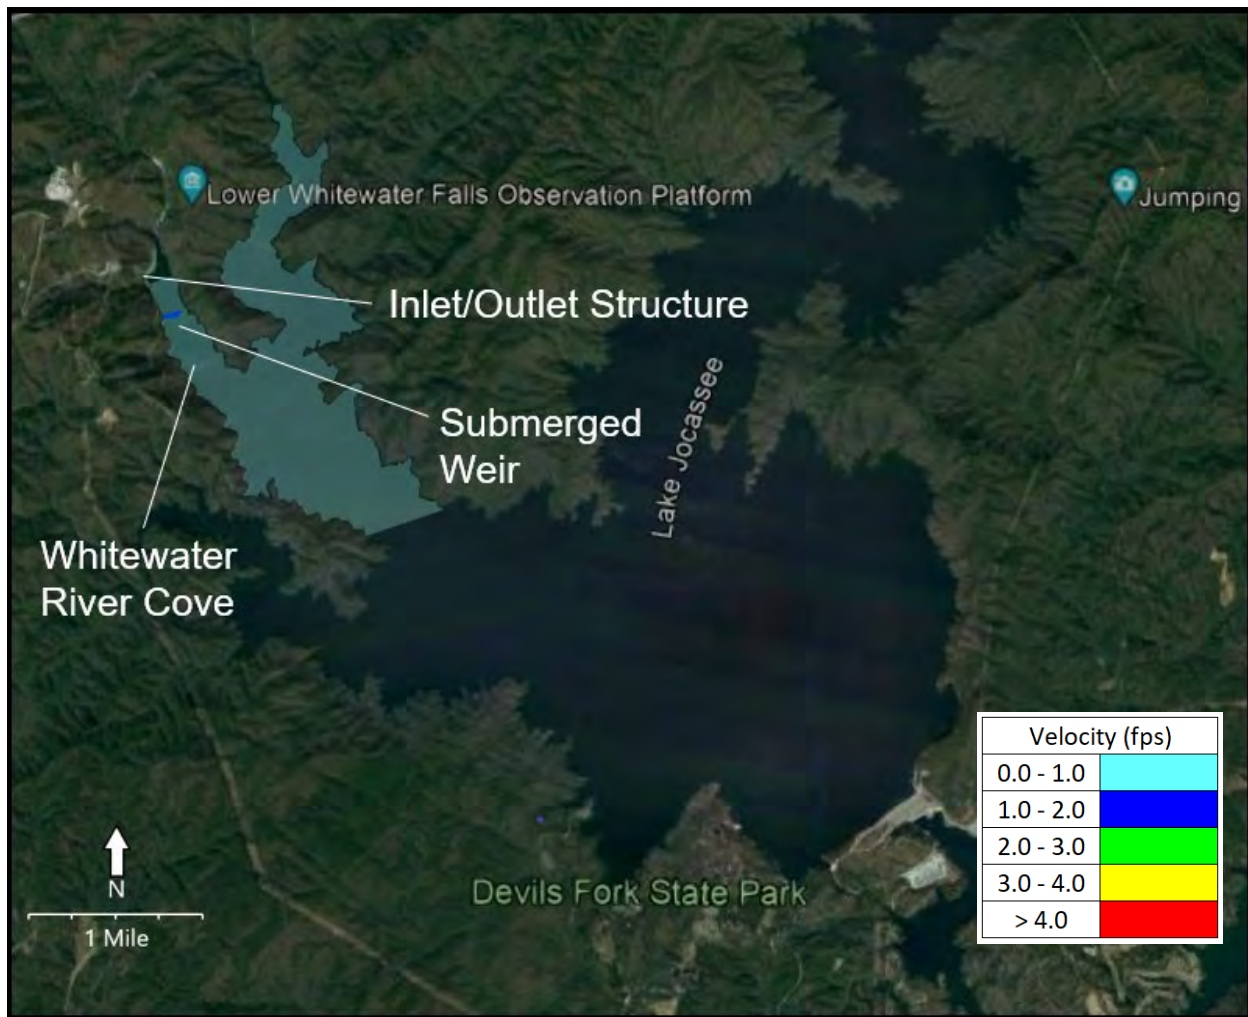 Lower Whitewater Falls Observation Platform
Jumping
Inlet/Outlet Structure
Submerged
Weir
Lake Jocassee
Whitewater
River Cove
Velocity (fps)
0.0 - 1.0
1.0 - 2.0
2.0 - 3.0
3.0 - 4.0
> 4.0
N
1 Mile
Devils Fork State Park